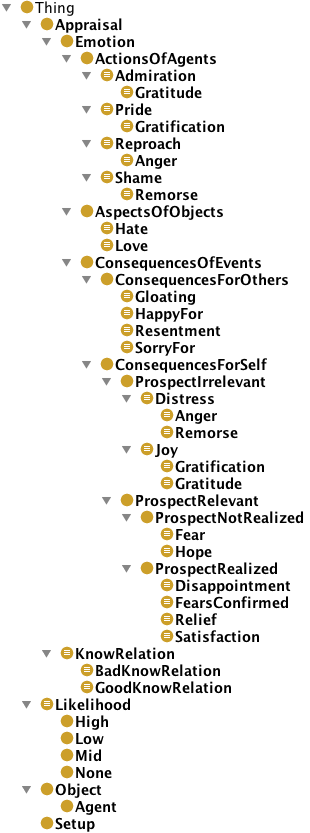 Thing
Appraisal
Emotion
ActionsOfAgents
Admiration
Gratitude
Pride
Gratification
Reproach
Anger
Shame
Remorse
AspectsOfObjects
Hate
Love
ConsequencesOfEvents
ConsequencesForOthers
Gloating
HappyFor
Resentment
SorryFor
ConsequencesForSelf
ProspectIrrelevant
Distress
Anger
Remorse
Joy
Gratification
Gratitude
ProspectRelevant
ProspectNotRealized
Fear
Hope
ProspectRealized
Disappointment
FearsConfirmed
Relief
Satisfaction
KnowRelation
BadKnowRelation
GoodKnowRelation
Likelihood
High
Low
Mid
None
Object
Agent
Setup